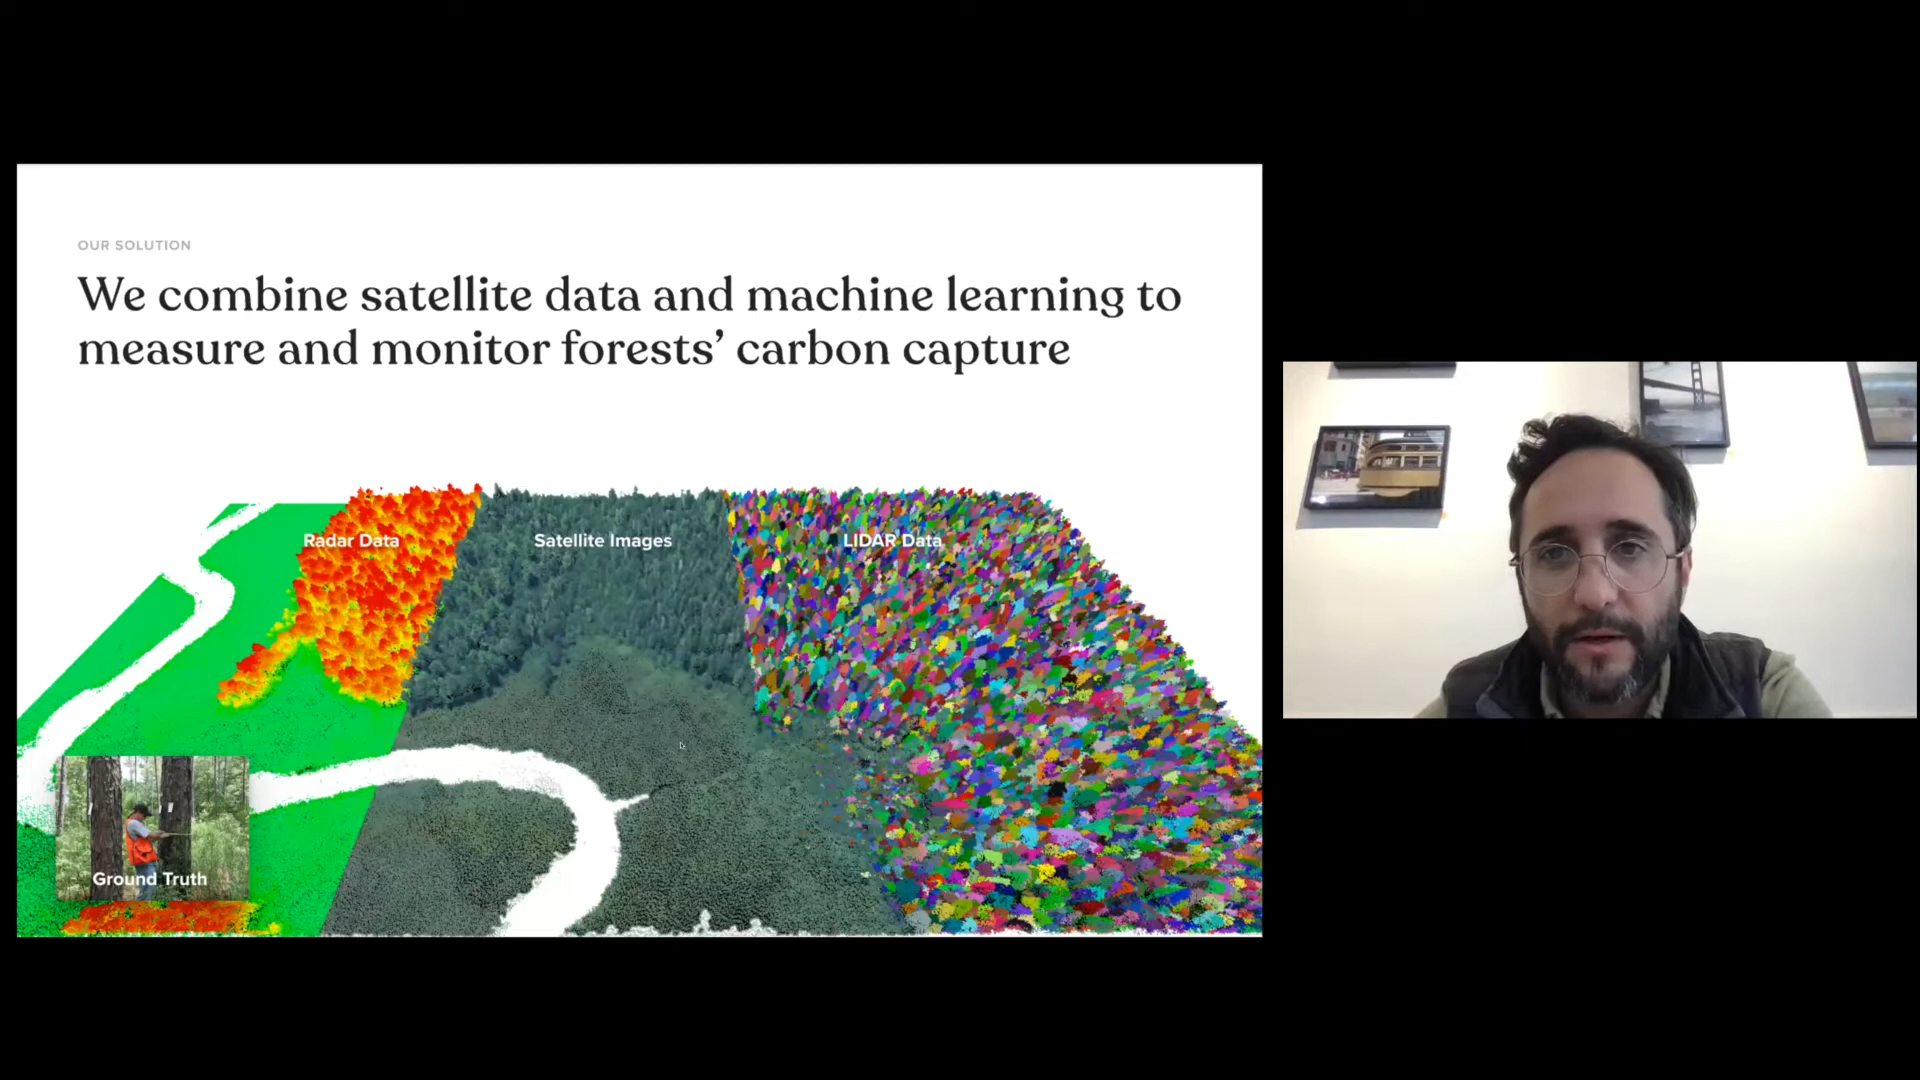 OUR SOLUTION
We combine satellite data and machine learning to
measure and monitor forests’ carbon capture
Radar Data
Satellite Images
LIDAR Data
Ground Truth